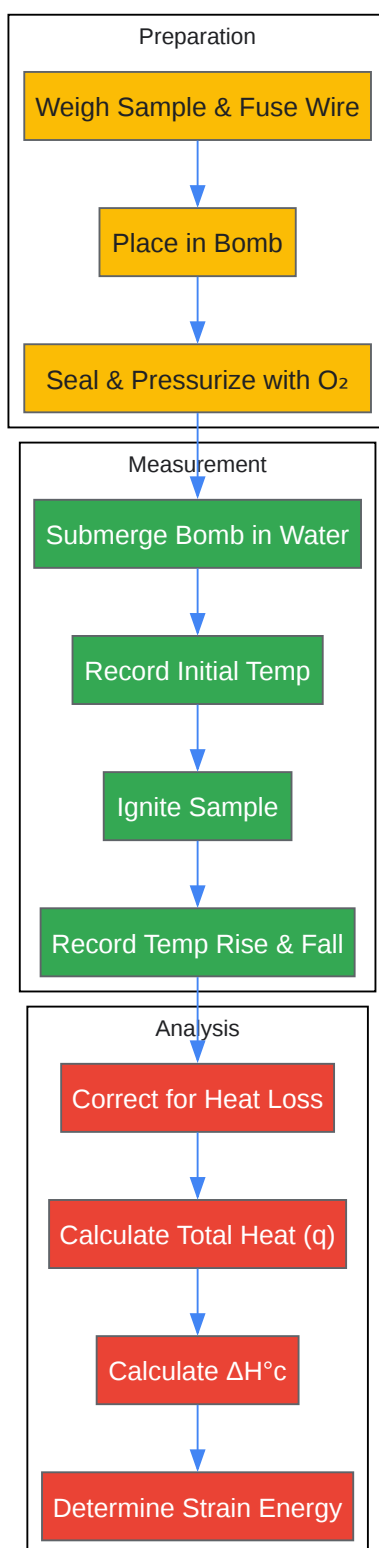 Preparation
Weigh Sample & Fuse Wire
Place in Bomb
Seal & Pressurize with O₂
Measurement
Submerge Bomb in Water
Record Initial Temp
Ignite Sample
Record Temp Rise & Fall
Analysis
Correct for Heat Loss
Calculate Total Heat (q)
Calculate ΔH°c
Determine Strain Energy